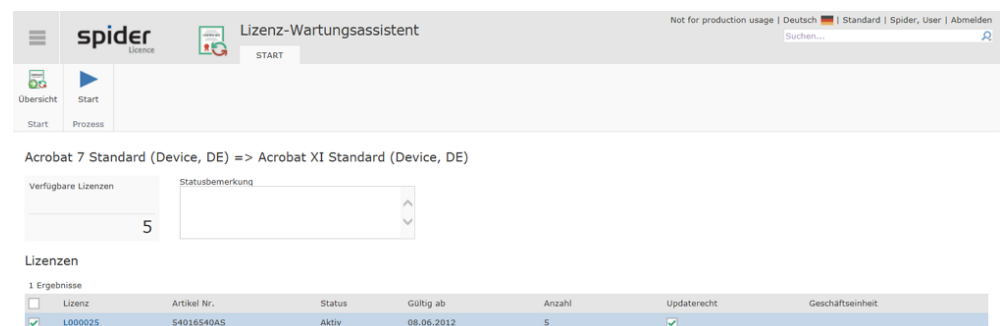 Not for production usage | Deutsch | Standard | Spider, User | Abmelden
spider
Licence
Lizenz-Wartungsassistent
Suchen...
START
Übersicht Start
Start Prozess
Acrobat 7 Standard (Device, DE) => Acrobat XI Standard (Device, DE)
Verfügbare Lizenzen Statusbemerkung
5
Lizenzen
1 Ergebnisse
Lizenz Artikel Nr. Status Gültig ab Anzahl Updaterecht Geschäftseinheit
L000025 54016540AS Aktiv 08.06.2012 5